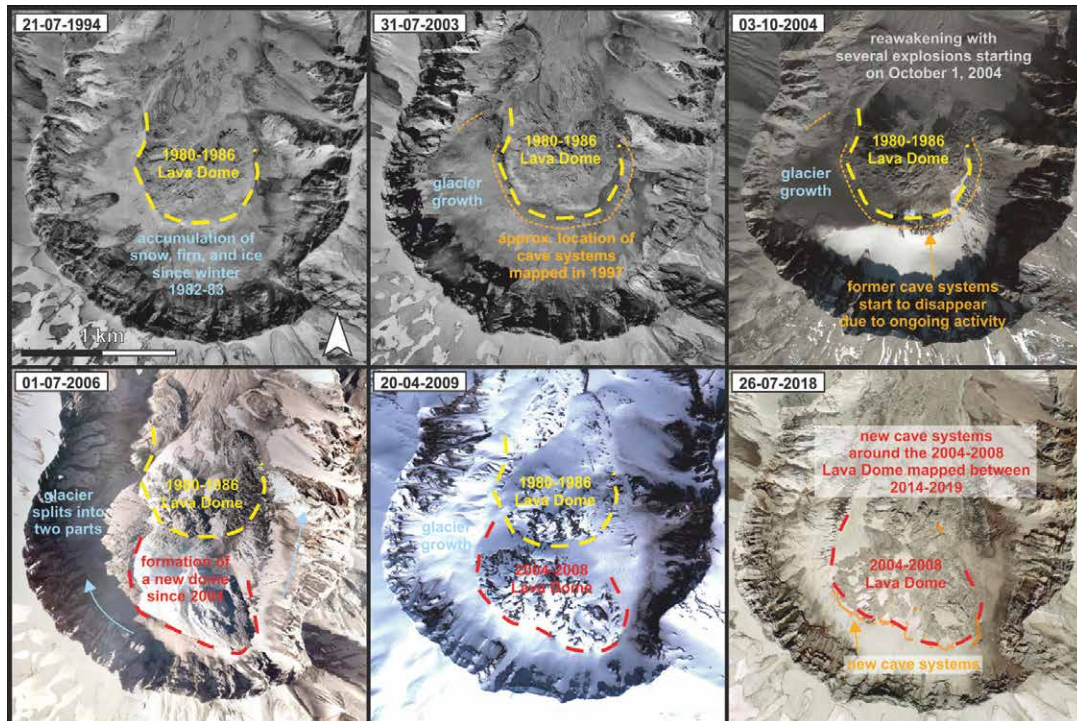 21-07-1994
1980-1986
Lava Dome
accumulation of
snow, firn, and ice
since winter
1982-83
1 km
31-07-2003
1980-1986
Lava Dome
glacier
growth
approx. location of
cave systems
mapped in 1997
03-10-2004
reawakening with
several explosions starting
on October 1, 2004
1980-1986
Lava Dome
glacier
growth
former cave systems
start to disappear
due to ongoing activity
01-07-2006
1980-1986
Lava Dome
glacier
splits into
two parts
formation of
a new dome
since 2004
20-04-2009
1980-1986
Lava Dome
glacier
growth
2004-2008
Lava Dome
26-07-2018
new cave systems
around the 2004-2008
Lava Dome mapped between
2014-2019
2004-2008
Lava Dome
new cave systems